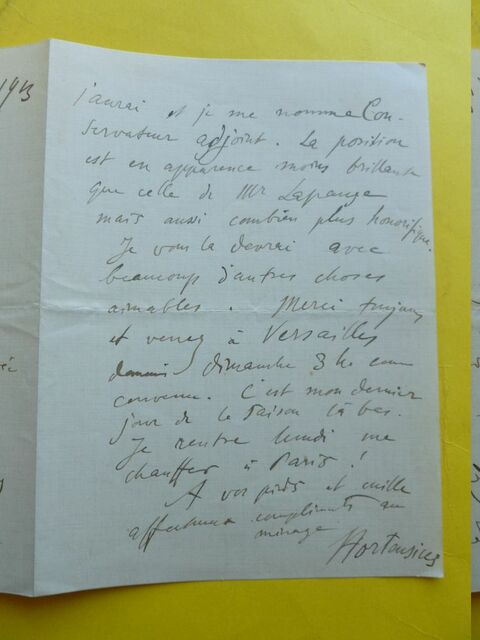 1913
j'aurai et je me nomme Con-
servateur adjoint. La position
est en apparence moins brillante
que celle de Mr Lapauze
mais aussi combien plus honorifique.
Je vous la devrai avec
beaucoup d'autres choses
aimables. Merci toujours
et venez à Versailles
demain dimanche 3 h comme
convenu. C'est mon dernier
jour de la saison là bas.
Je rentre lundi me
chauffer à Paris !
A vos pieds et mille
affectueux compliments au
ménage